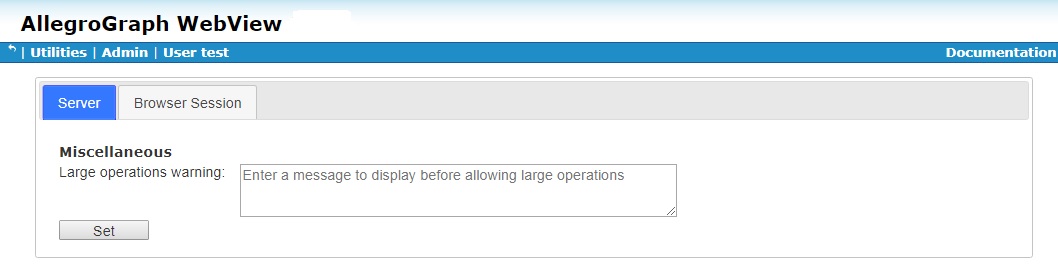 AllegroGraph WebView
| Utilities | Admin | User test Documentation
Server Browser Session
Miscellaneous
Large operations warning: Enter a message to display before allowing large operations
Set